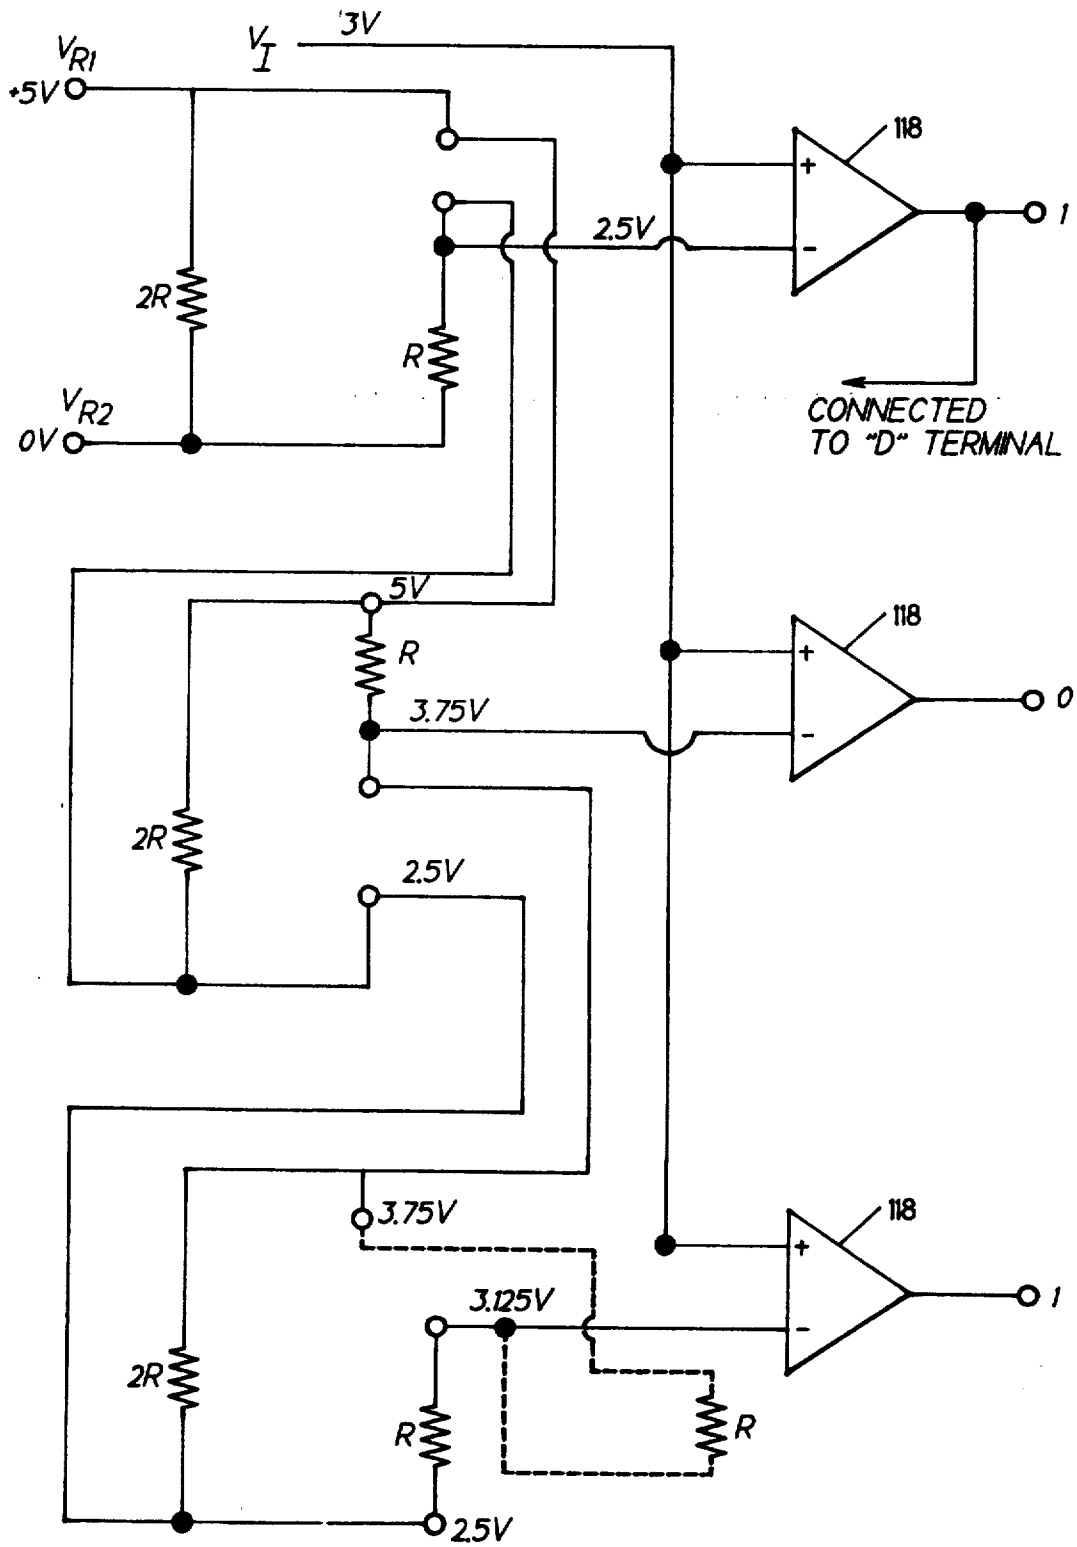 V_I 3V
V_R1
+5V
118
1
2.5V
2R
R
V_R2
0V
CONNECTED
TO "D" TERMINAL
5V
118
R
0
3.75V
2R
2.5V
118
3.75V
3.125V
1
2R
R
R
2.5V
+
-
+
-
+
-